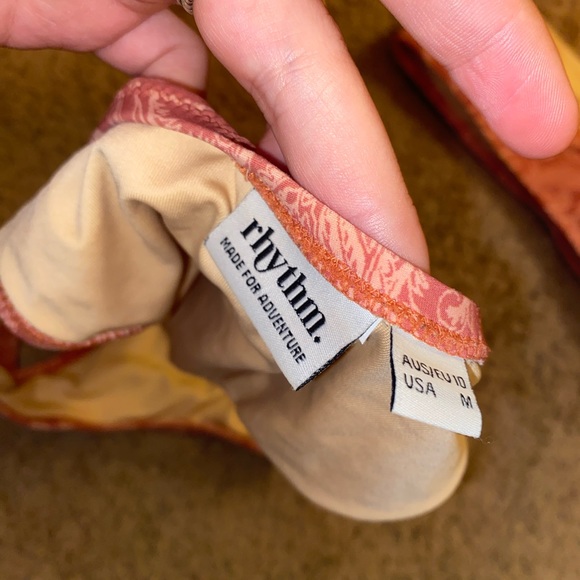 rhythm.
MADE FOR ADVENTURE
AUS/EU 10
USA M